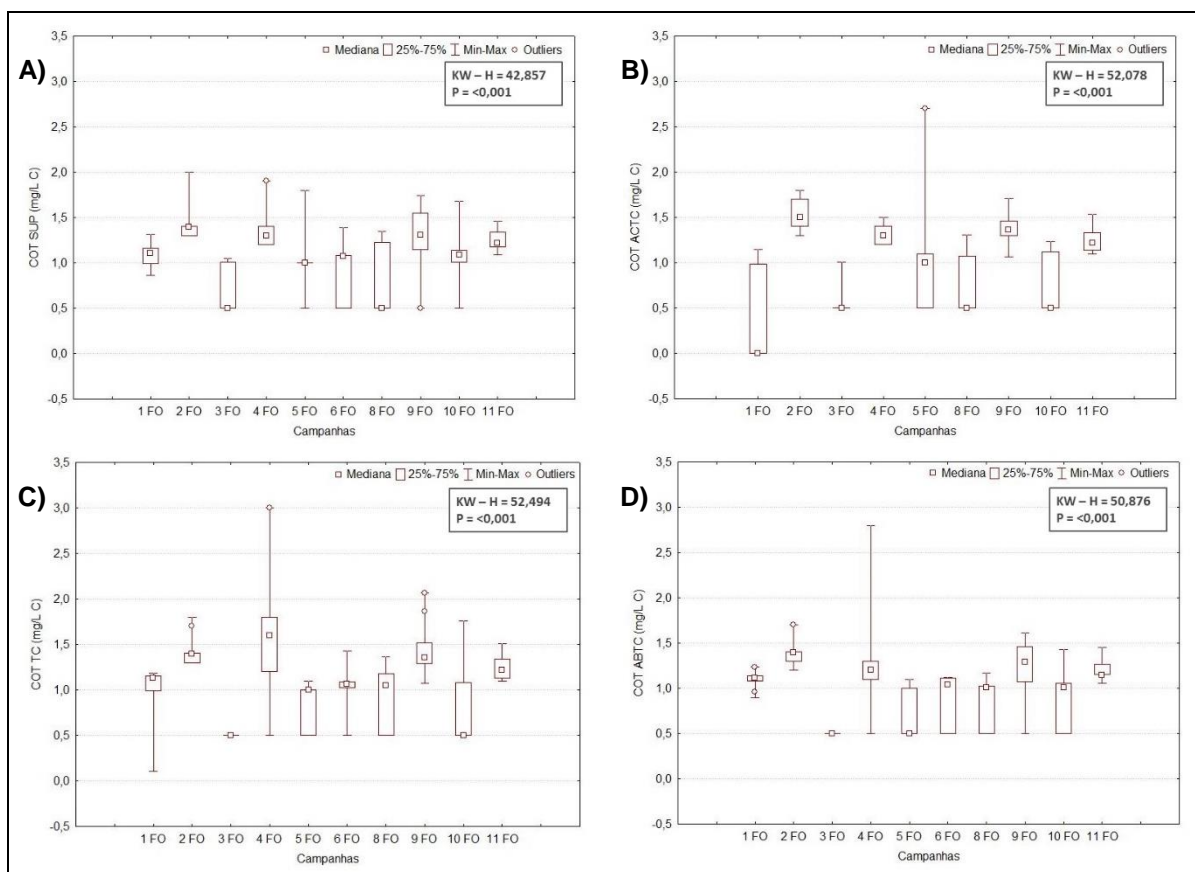 A)
3,5
3,0
2,5
2,0
1,5
1,0
0,5
0,0
-0,5
COT SUP (mg/L C)
Mediana 25%-75% Min-Max Outliers
KW – H = 42,857
P = <0,001
1 FO 2 FO 3 FO 4 FO 5 FO 6 FO 8 FO 9 FO 10 FO 11 FO
Campanhas
B)
3,5
3,0
2,5
2,0
1,5
1,0
0,5
0,0
-0,5
COT ACTC (mg/L C)
Mediana 25%-75% Min-Max Outliers
KW – H = 52,078
P = <0,001
1 FO 2 FO 3 FO 4 FO 5 FO 8 FO 9 FO 10 FO 11 FO
Campanhas
C)
3,5
3,0
2,5
2,0
1,5
1,0
0,5
0,0
-0,5
COT TC (mg/L C)
Mediana 25%-75% Min-Max Outliers
KW – H = 52,494
P = <0,001
1 FO 2 FO 3 FO 4 FO 5 FO 6 FO 8 FO 9 FO 10 FO 11 FO
Campanhas
D)
3,5
3,0
2,5
2,0
1,5
1,0
0,5
0,0
-0,5
COT ABTC (mg/L C)
Mediana 25%-75% Min-Max Outliers
KW – H = 50,876
P = <0,001
1 FO 2 FO 3 FO 4 FO 5 FO 6 FO 8 FO 9 FO 10 FO 11 FO
Campanhas